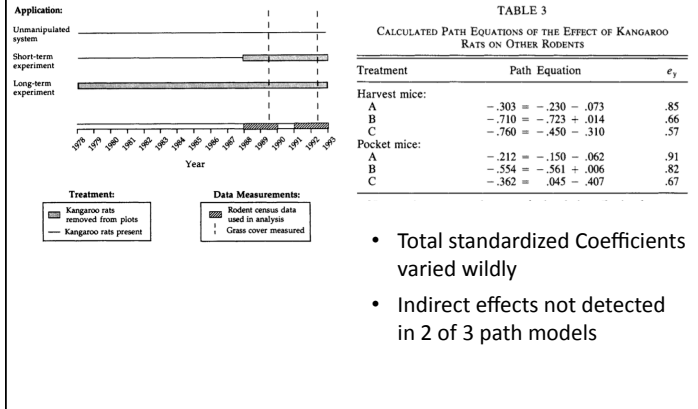 Application:
Unmanipulated
system
Short-term
experiment
Long-term
experiment
1978 1979 1980 1981 1982 1983 1984 1985 1986 1987 1988 1989 1990 1991 1992 1993
Year
Treatment:
Kangaroo rats
removed from plots
Kangaroo rats present
Data Measurements:
Rodent census data
used in analysis
Grass cover measured
TABLE 3
CALCULATED PATH EQUATIONS OF THE EFFECT OF KANGAROO
RATS ON OTHER RODENTS
Treatment Path Equation eᵧ
Harvest mice:
A −.303 = −.230 − .073 .85
B −.710 = −.723 + .014 .66
C −.760 = −.450 − .310 .57
Pocket mice:
A −.212 = −.150 − .062 .91
B −.554 = −.561 + .006 .82
C −.362 = .045 − .407 .67
• Total standardized Coefficients
varied wildly
• Indirect effects not detected
in 2 of 3 path models